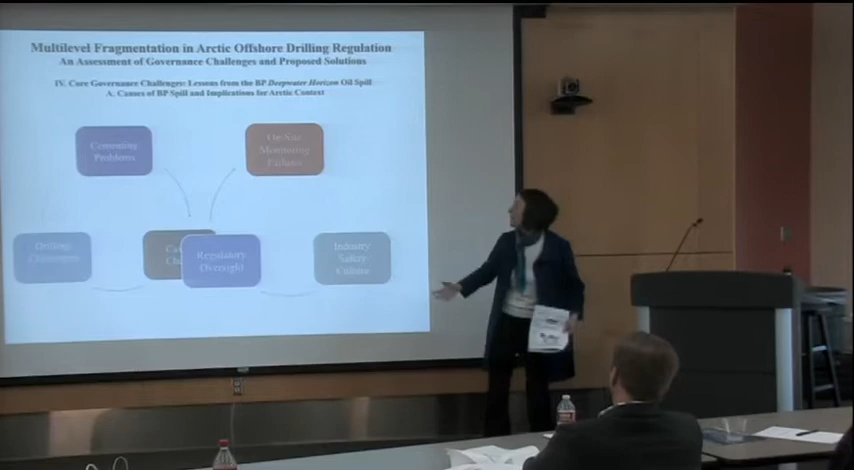 Multilevel Fragmentation in Arctic Offshore Drilling Regulation
An Assessment of Governance Challenges and Proposed Solutions
IV. Core Governance Challenges: Lessons from the BP Deepwater Horizon Oil Spill
A. Causes of BP Spill and Implications for Arctic Context
Cementing
Problems
On-Site
Monitoring
Failures
Drilling
Challenges
Regulatory
Oversight
Industry
Safety
Culture